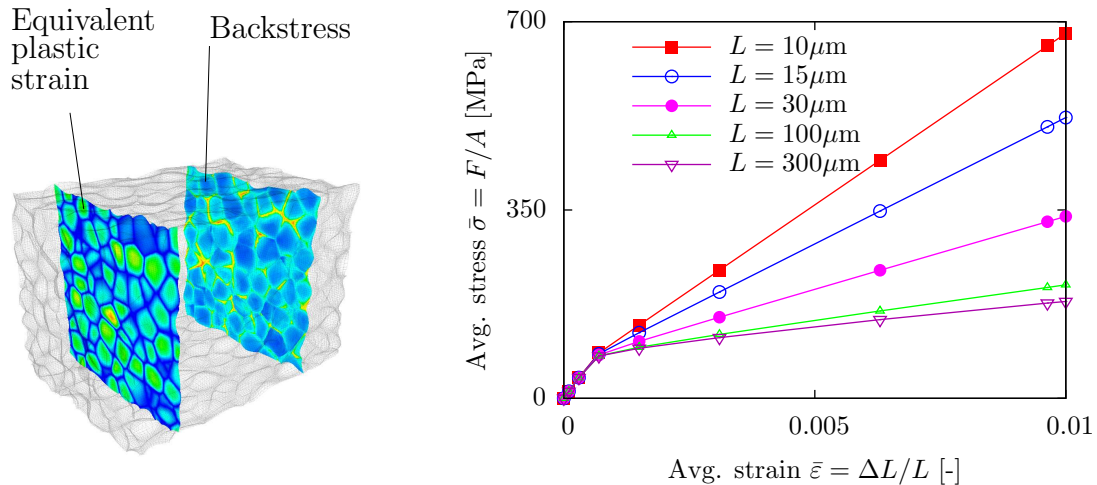 Equivalent
plastic
strain
Backstress
Avg. stress σ̄ = F/A [MPa]
700
350
0
L = 10μm
L = 15μm
L = 30μm
L = 100μm
L = 300μm
0
0.005
0.01
Avg. strain ε̄ = ΔL/L [-]